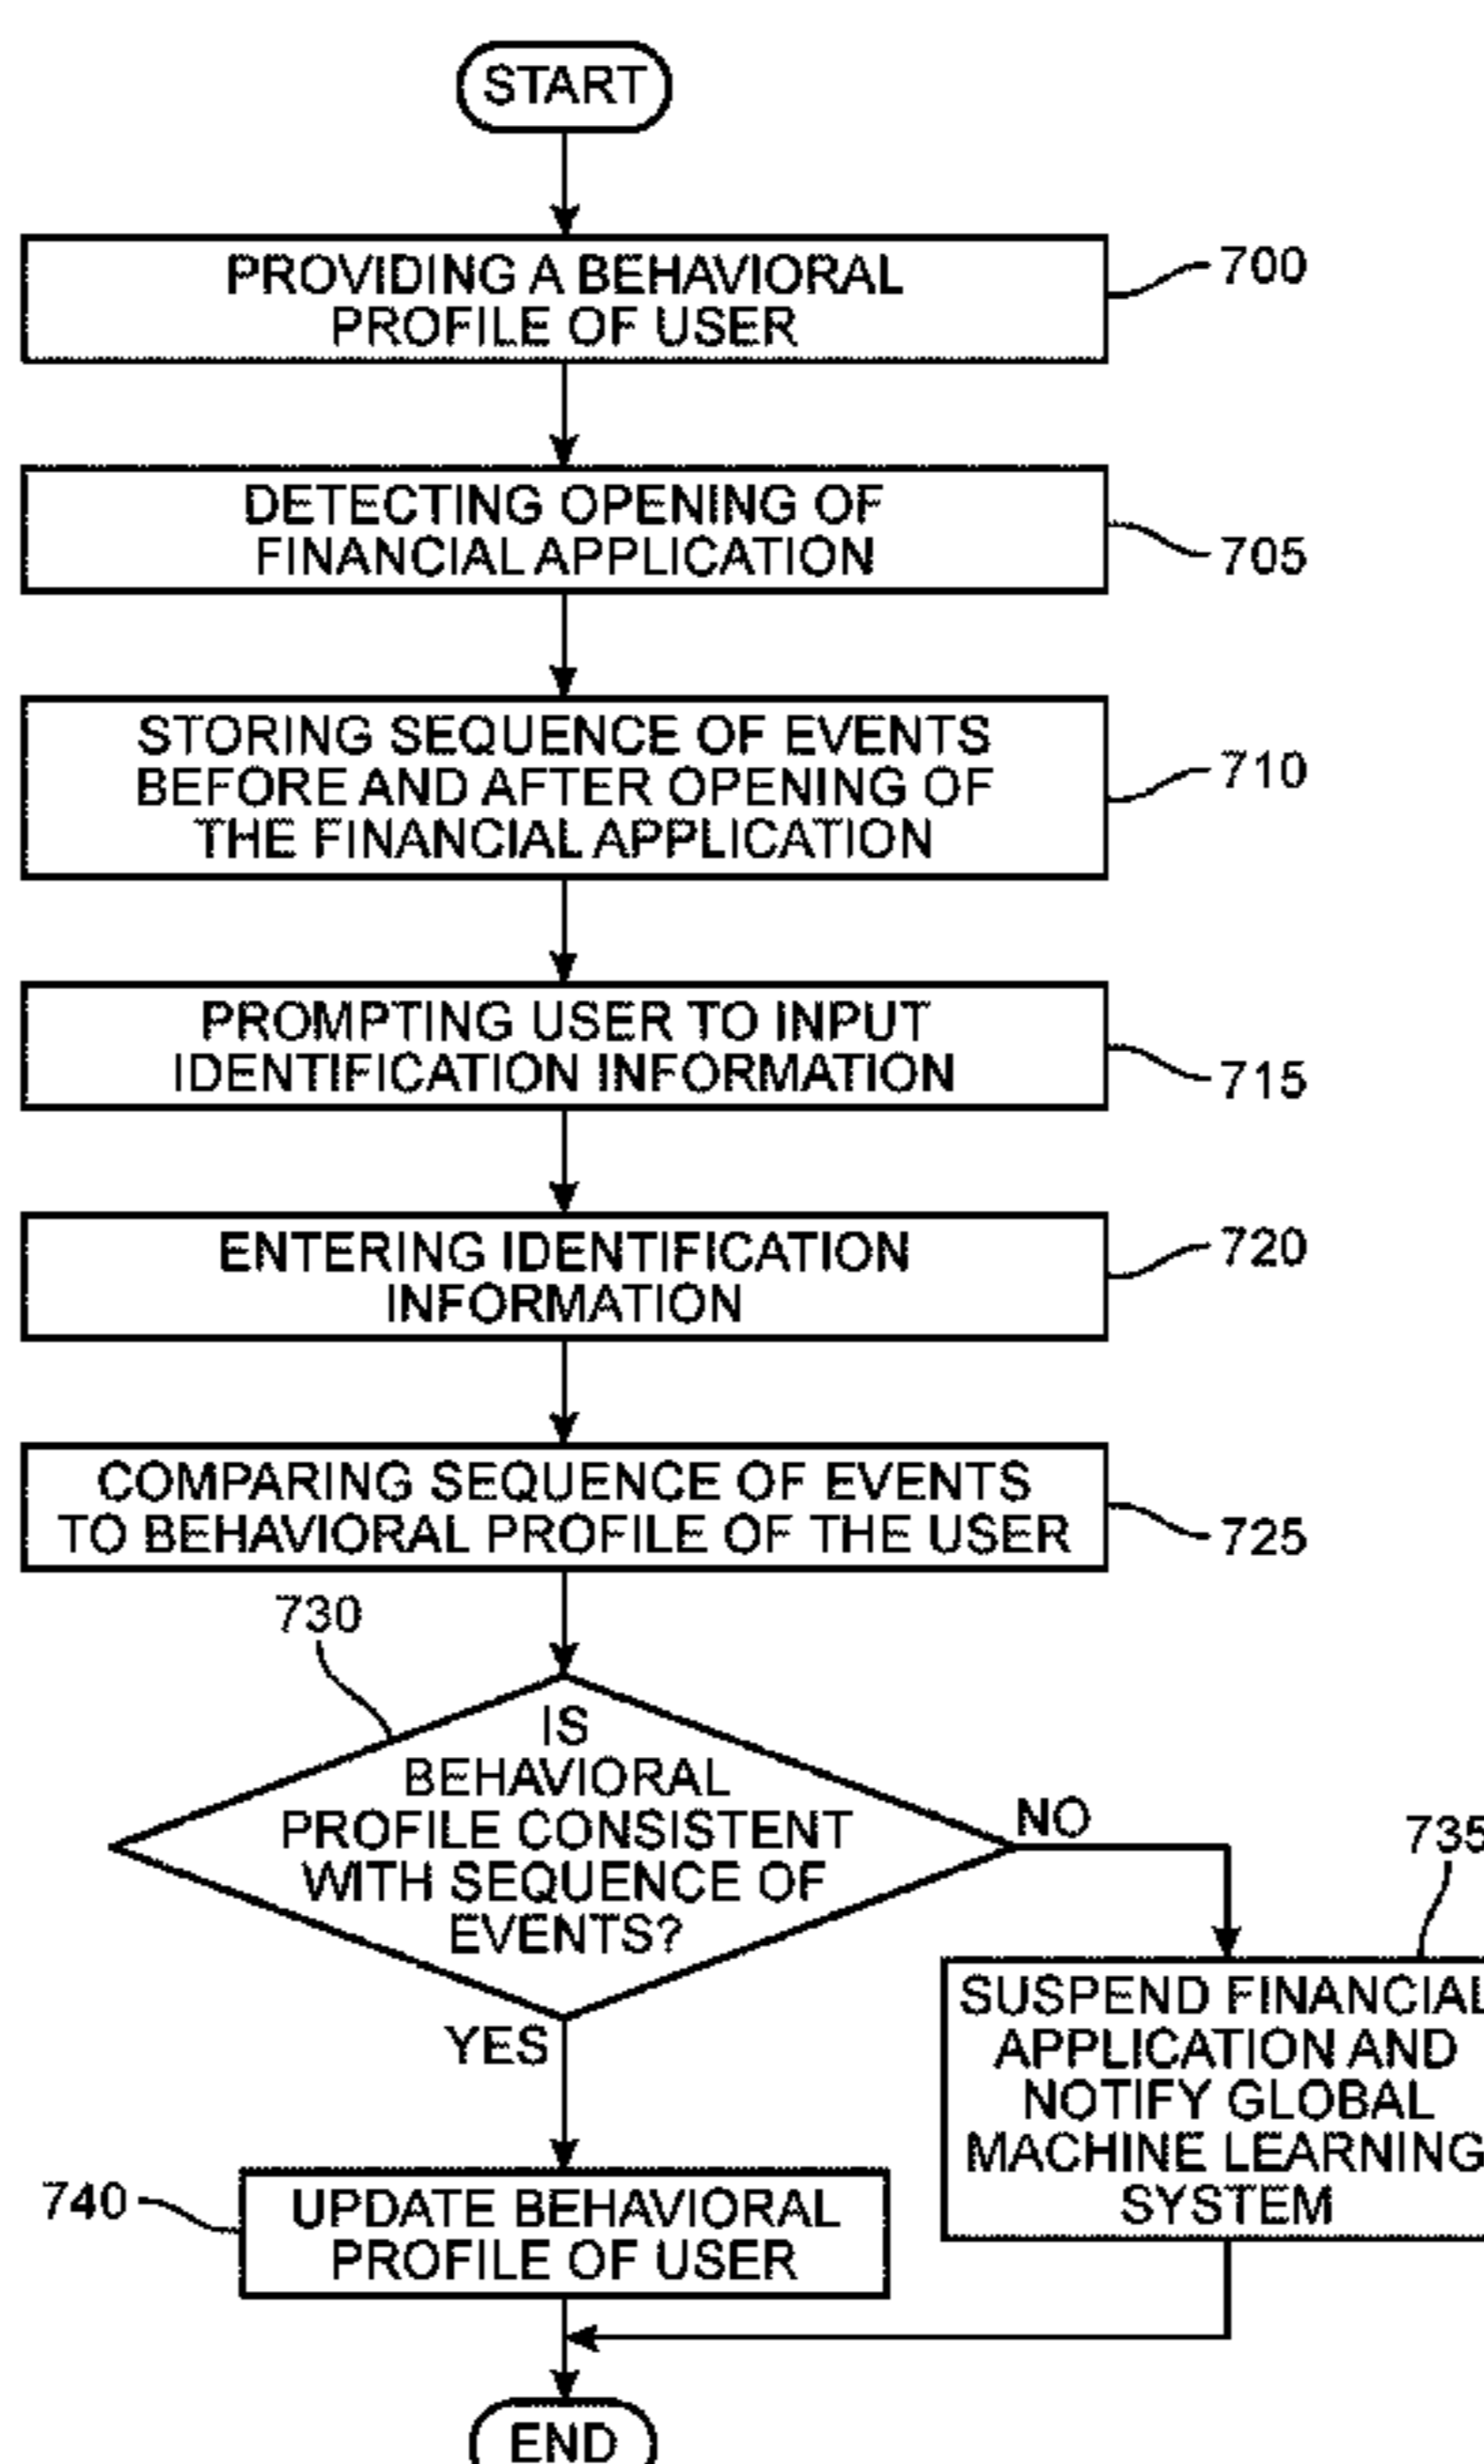 START
PROVIDING A BEHAVIORAL
PROFILE OF USER
700
DETECTING OPENING OF
FINANCIAL APPLICATION
705
STORING SEQUENCE OF EVENTS
BEFORE AND AFTER OPENING OF
THE FINANCIAL APPLICATION
710
PROMPTING USER TO INPUT
IDENTIFICATION INFORMATION
715
ENTERING IDENTIFICATION
INFORMATION
720
COMPARING SEQUENCE OF EVENTS
TO BEHAVIORAL PROFILE OF THE USER
725
730
IS
BEHAVIORAL
PROFILE CONSISTENT
WITH SEQUENCE OF
EVENTS?
NO
735
SUSPEND FINANCIAL
APPLICATION AND
NOTIFY GLOBAL
MACHINE LEARNING
SYSTEM
YES
740
UPDATE BEHAVIORAL
PROFILE OF USER
END